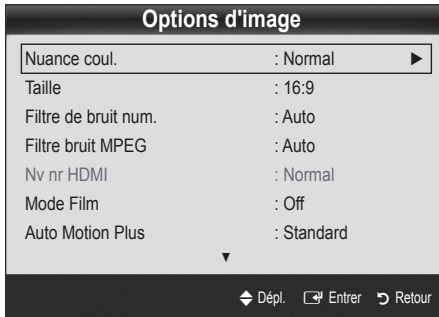 Options d'image
Nuance coul. : Normal ►
Taille : 16:9
Filtre de bruit num. : Auto
Filtre bruit MPEG : Auto
Nv nr HDMI : Normal
Mode Film : Off
Auto Motion Plus : Standard
▼
Dépl. Entrer Retour